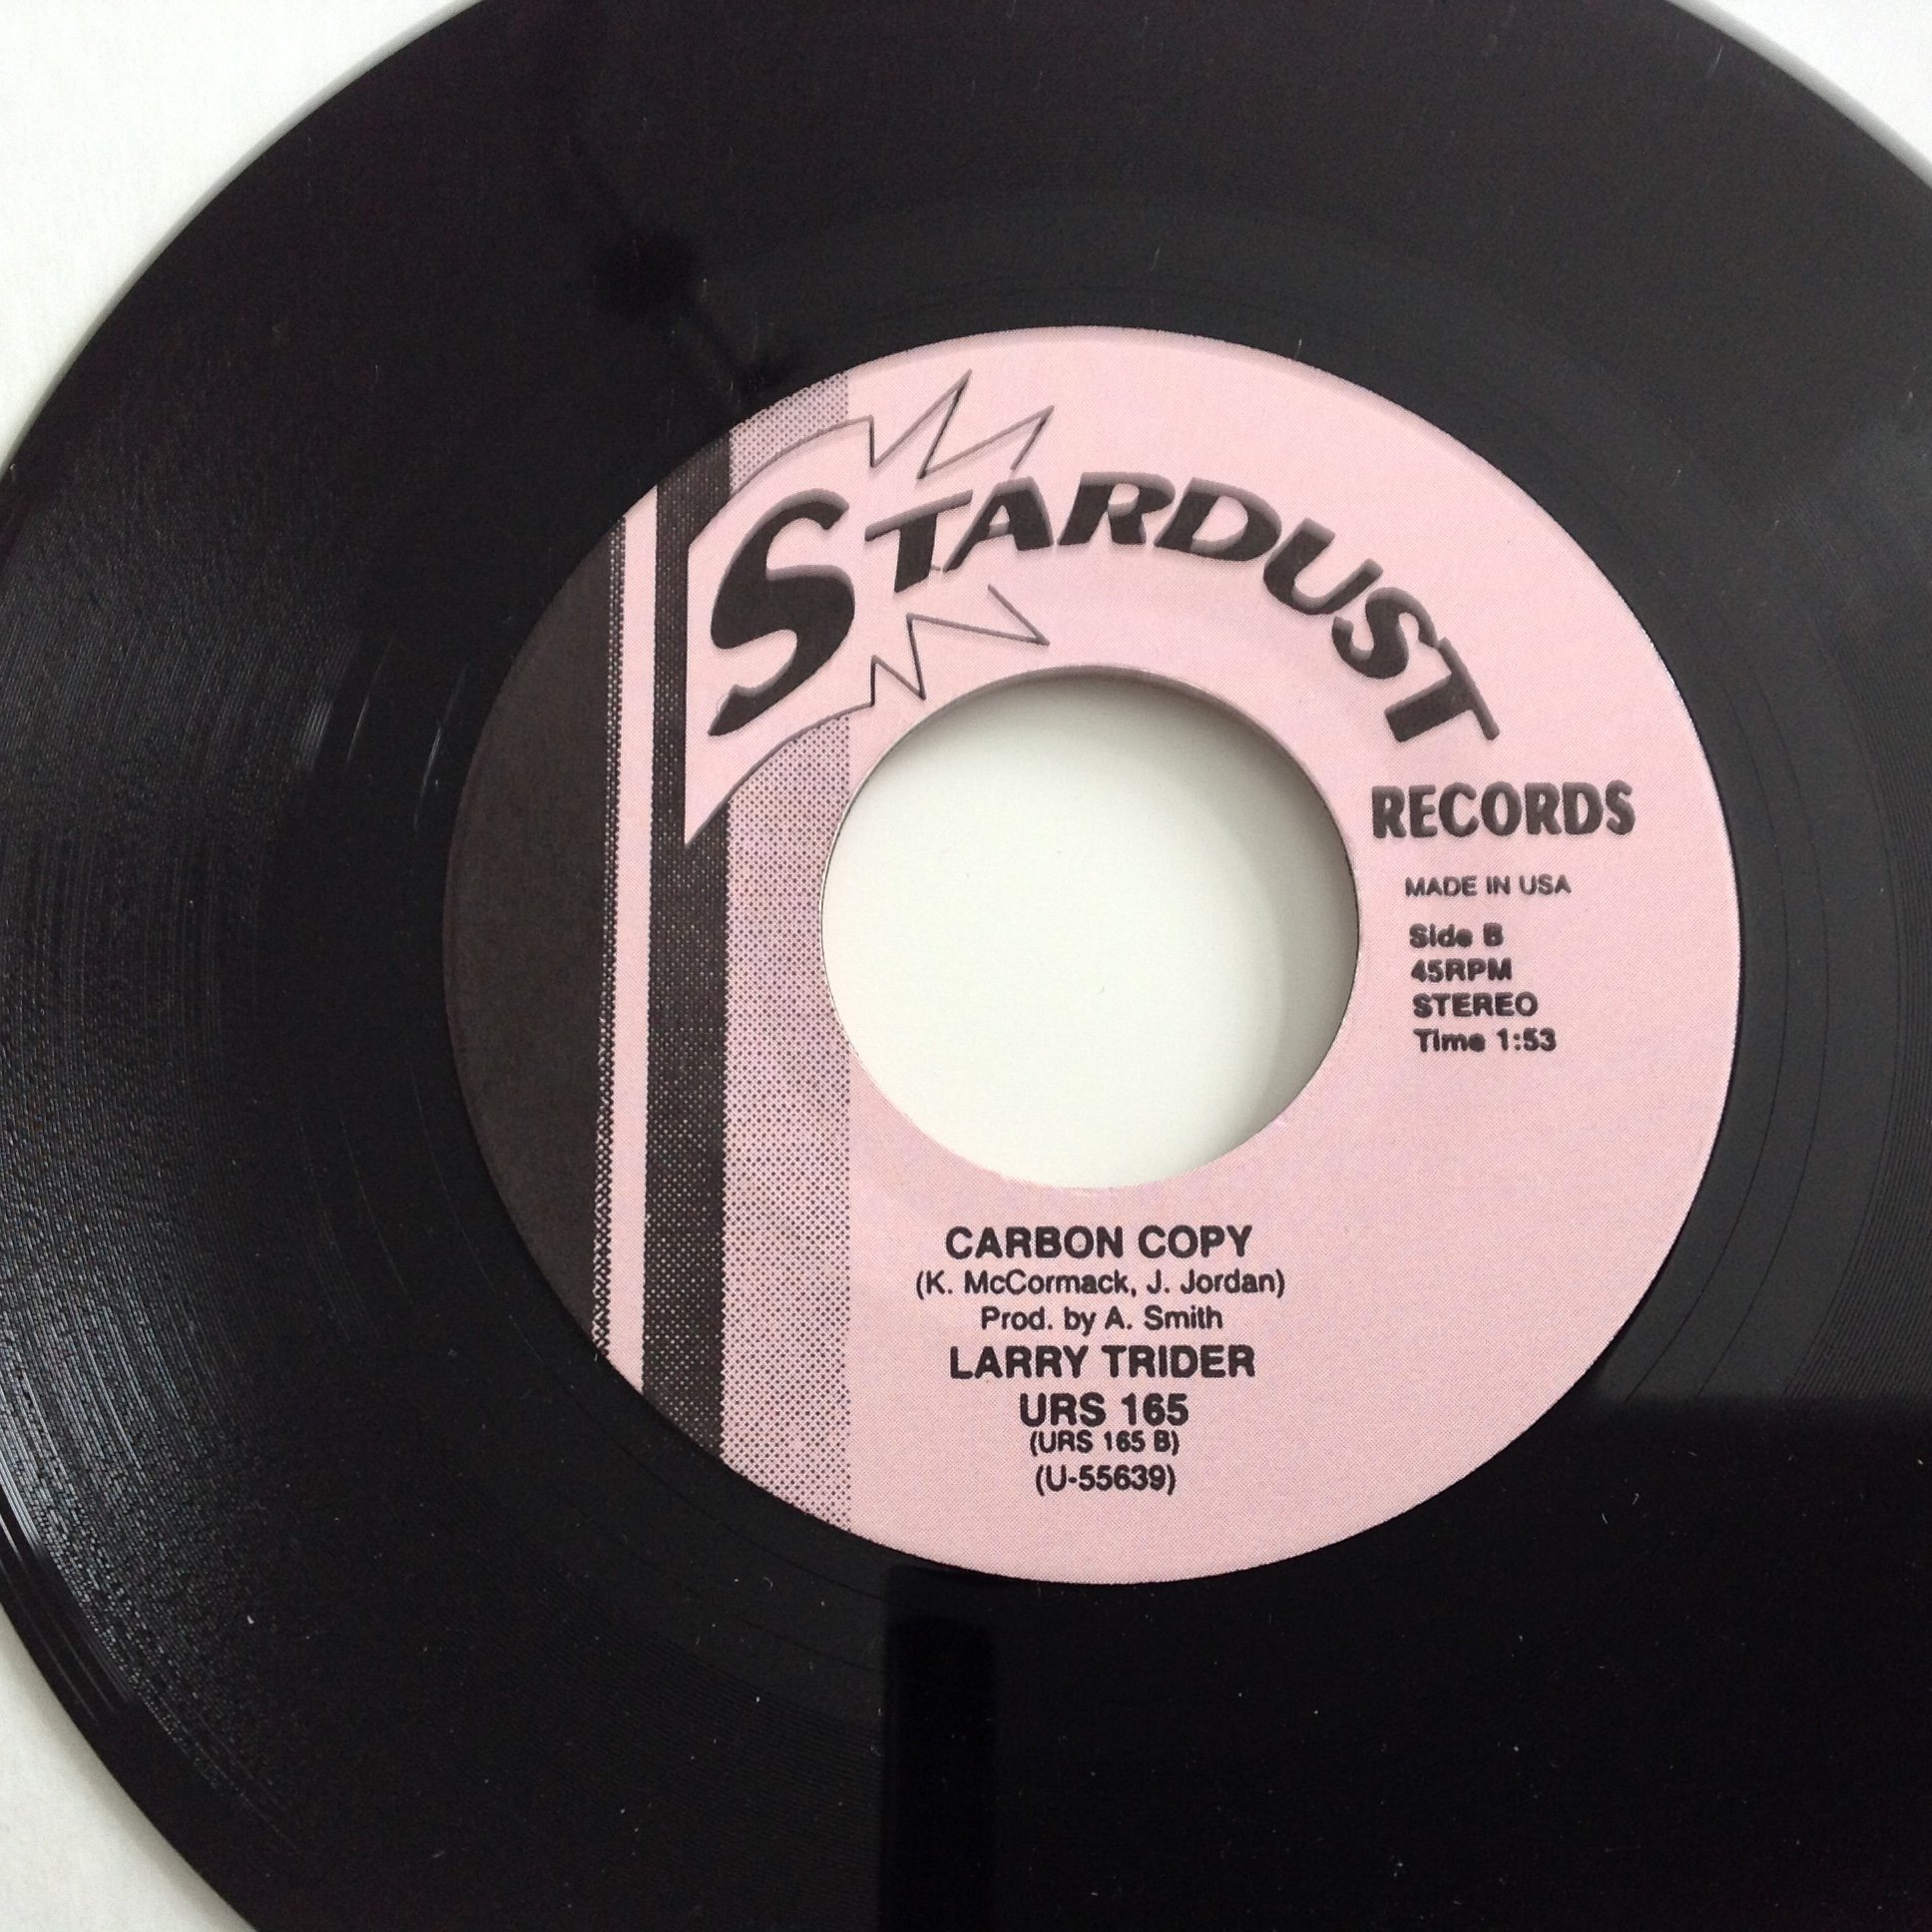 STARDUST
RECORDS
MADE IN USA
Side B
45RPM
STEREO
Time 1:53
CARBON COPY
(K. McCormack, J. Jordan)
Prod. by A. Smith
LARRY TRIDER
URS 165
(URS 165 B)
(U-55639)